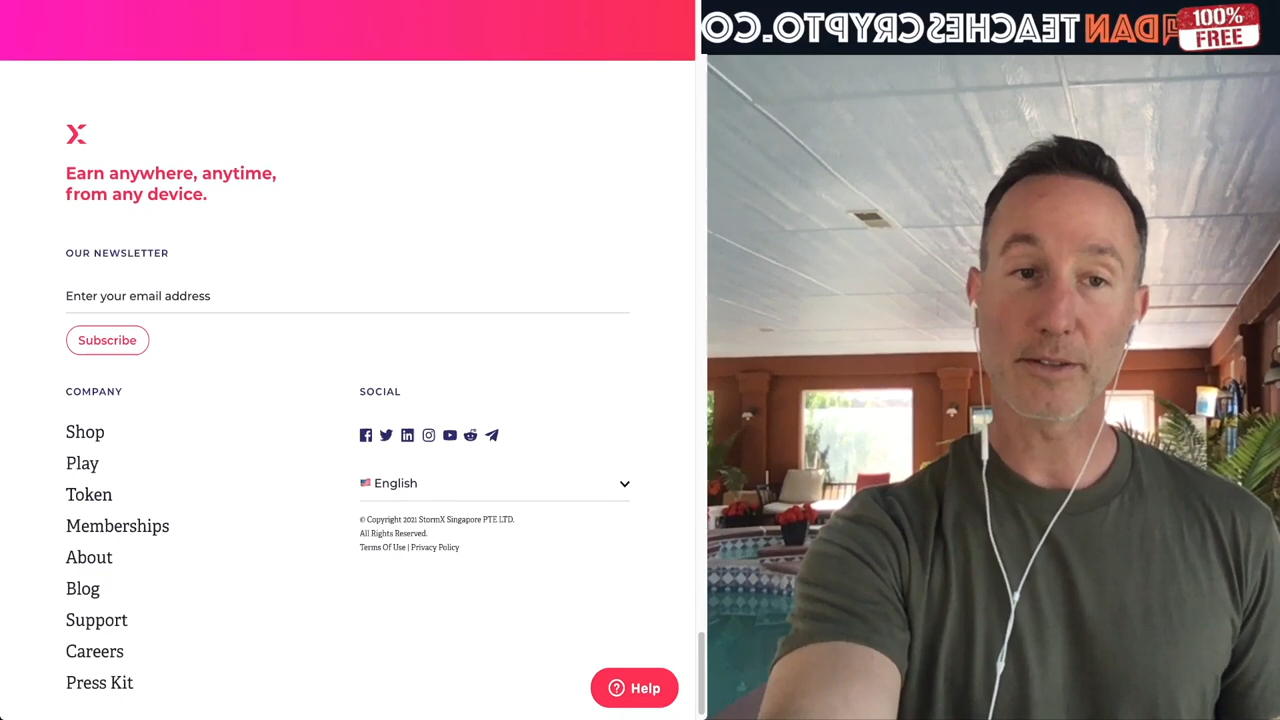 Earn anywhere, anytime,
from any device.
OUR NEWSLETTER
Enter your email address
Subscribe
COMPANY
Shop
Play
Token
Memberships
About
Blog
Support
Careers
Press Kit
SOCIAL
English
© Copyright 2021 StormX Singapore PTE LTD.
All Rights Reserved.
Terms Of Use | Privacy Policy
Help
DAN TEACHES CRYPTO.CO
100%
FREE